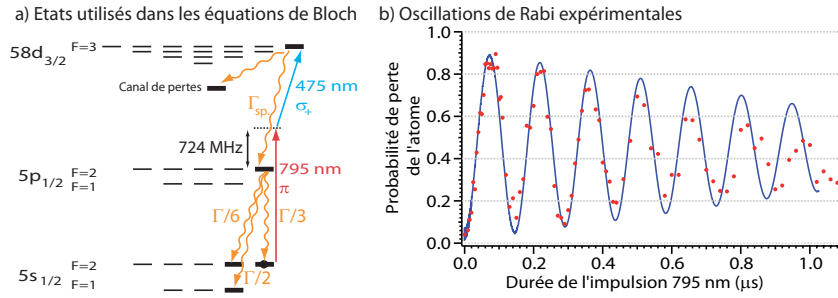 a) Etats utilisés dans les équations de Bloch
58d3/2 F=3
Canal de pertes
Γsp
475 nm
σ+
724 MHz
5p1/2 F=2
F=1
795 nm
π
Γ/6
Γ/3
Γ/2
5s1/2 F=2
F=1
b) Oscillations de Rabi expérimentales
Probabilité de perte
de l'atome
1.0
0.8
0.6
0.4
0.2
0.0
0.0 0.2 0.4 0.6 0.8 1.0
Durée de l'impulsion 795 nm (µs)